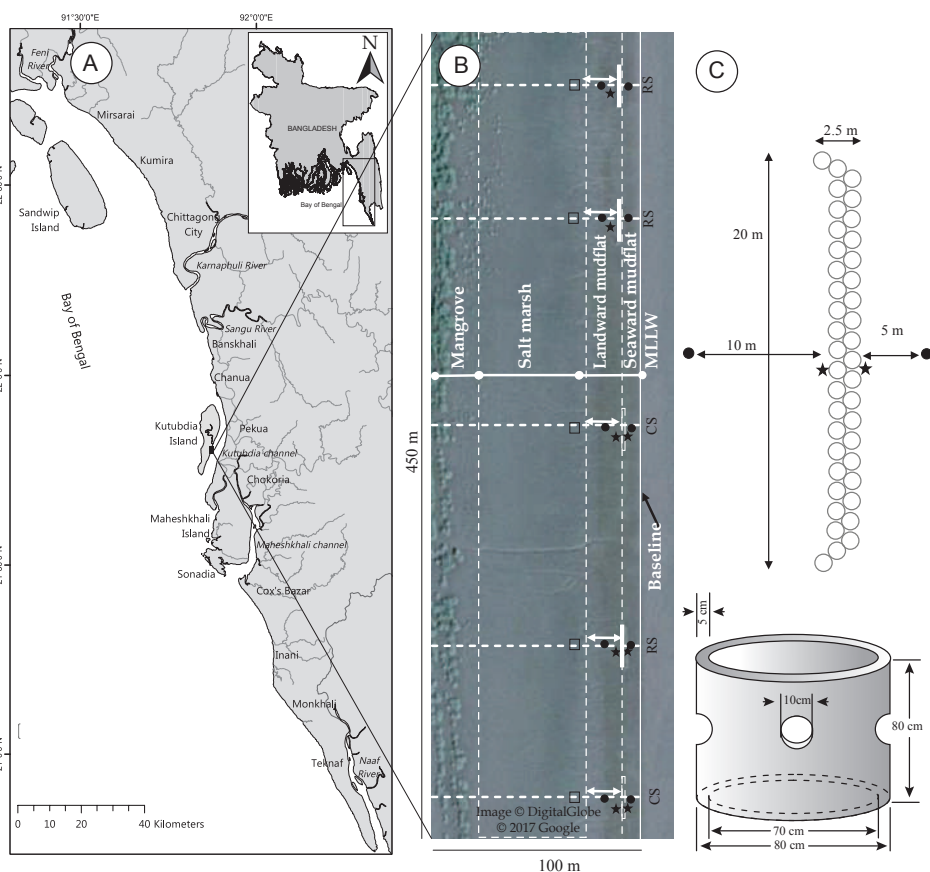 91°30'0"E
92°0'0"E
A
Feni
River
Mirsarai
Kumira
Sandwip
Island
Chittagong
City
Karnaphuli River
Bay of Bengal
Sangu River
Banskhali
Chanua
Kutubdia
Island
Pekua
Kutubdia channel
Chokoria
Maheshkhali
Island
Maheshkhali channel
Sonadia
Cox's Bazar
Inani
Monkhali
Teknaf
Naaf
River
0 10 20 40 Kilometers
N
BANGLADESH
Bay of Bengal
B
RS
RS
Mangrove
Salt marsh
Landward mudflat
Seaward mudflat
MLLW
CS
Baseline
RS
CS
450 m
100 m
Image © DigitalGlobe
© 2017 Google
C
2.5 m
20 m
10 m
5 m
5 cm
10cm
80 cm
70 cm
80 cm